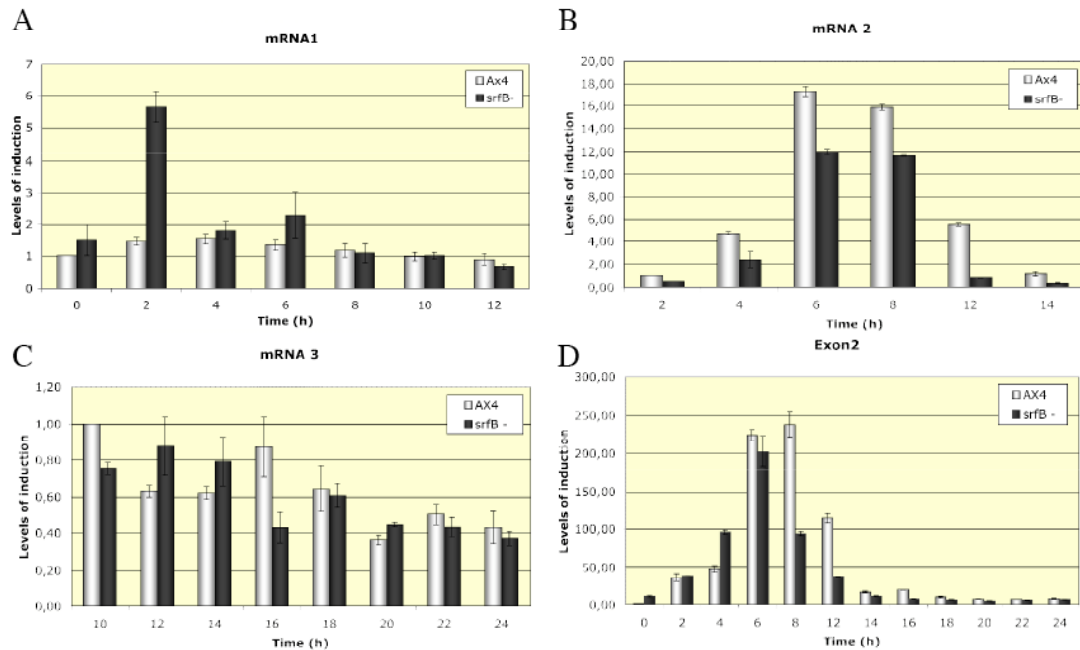 A
mRNA1
Levels of induction
7
6
5
4
3
2
1
0
Ax4
srfB-
0 2 4 6 8 10 12
Time (h)
B
mRNA 2
Levels of induction
20,00
18,00
16,00
14,00
12,00
10,00
8,00
6,00
4,00
2,00
0,00
Ax4
srfB-
2 4 6 8 12 14
Time (h)
C
mRNA 3
Levels of induction
1,20
1,00
0,80
0,60
0,40
0,20
0,00
AX4
srfB -
10 12 14 16 18 20 22 24
Time (h)
D
Exon2
Levels of induction
300,00
250,00
200,00
150,00
100,00
50,00
0,00
AX4
srfB -
0 2 4 6 8 12 14 16 18 20 22 24
Time (h)